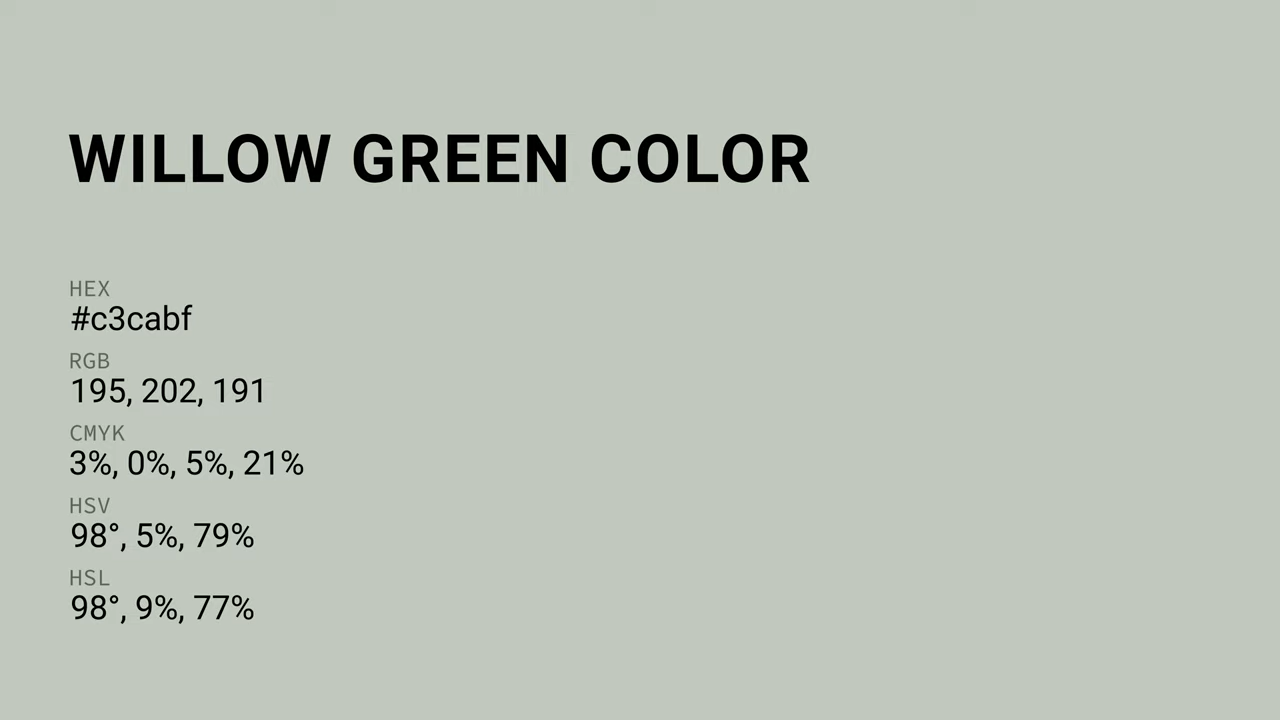 WILLOW GREEN COLOR
HEX
#c3cabf
RGB
195, 202, 191
CMYK
3%, 0%, 5%, 21%
HSV
98°, 5%, 79%
HSL
98°, 9%, 77%